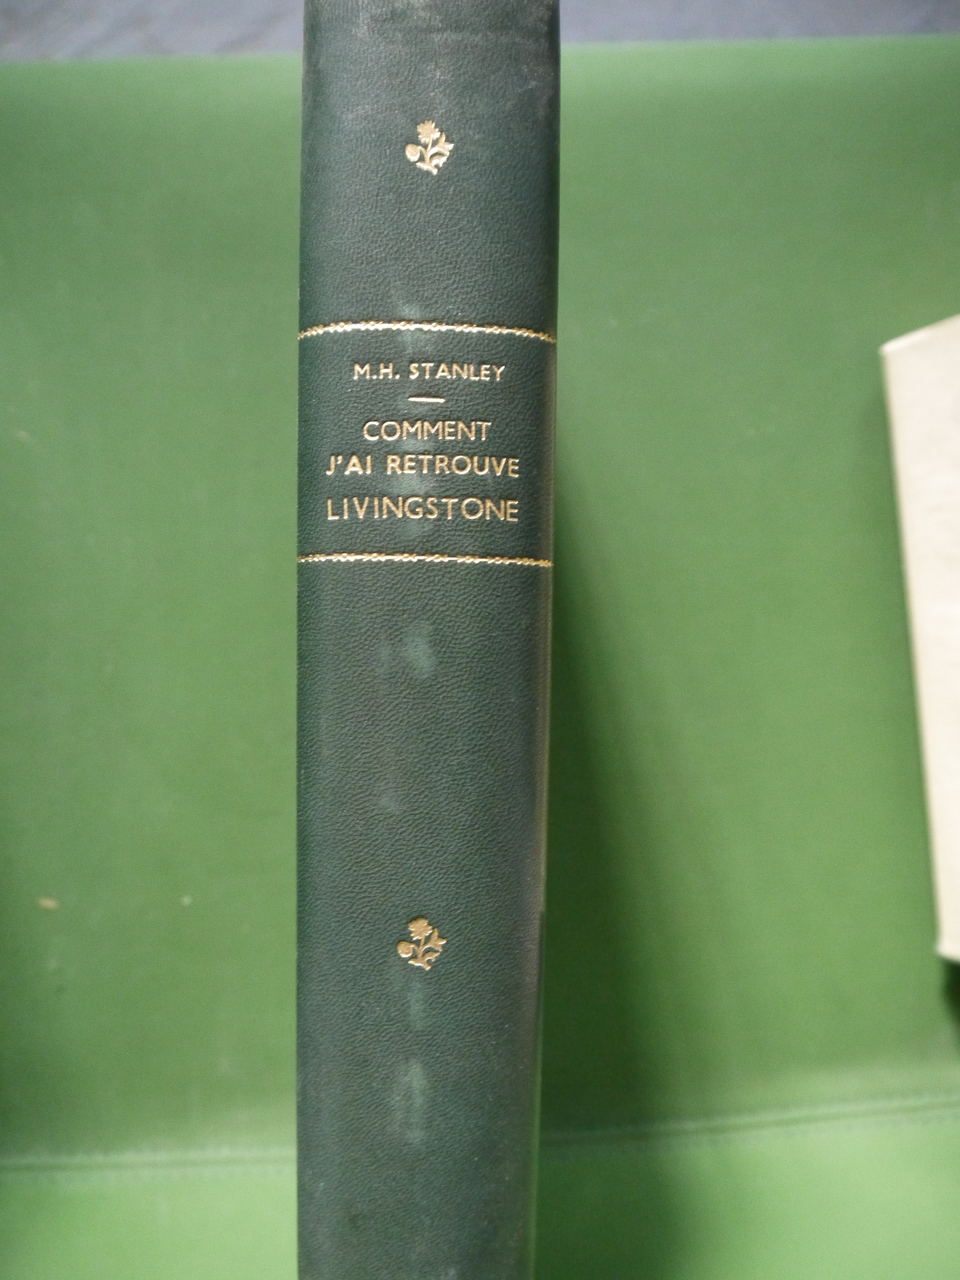 M.H. STANLEY
COMMENT
J'AI RETROUVE
LIVINGSTONE